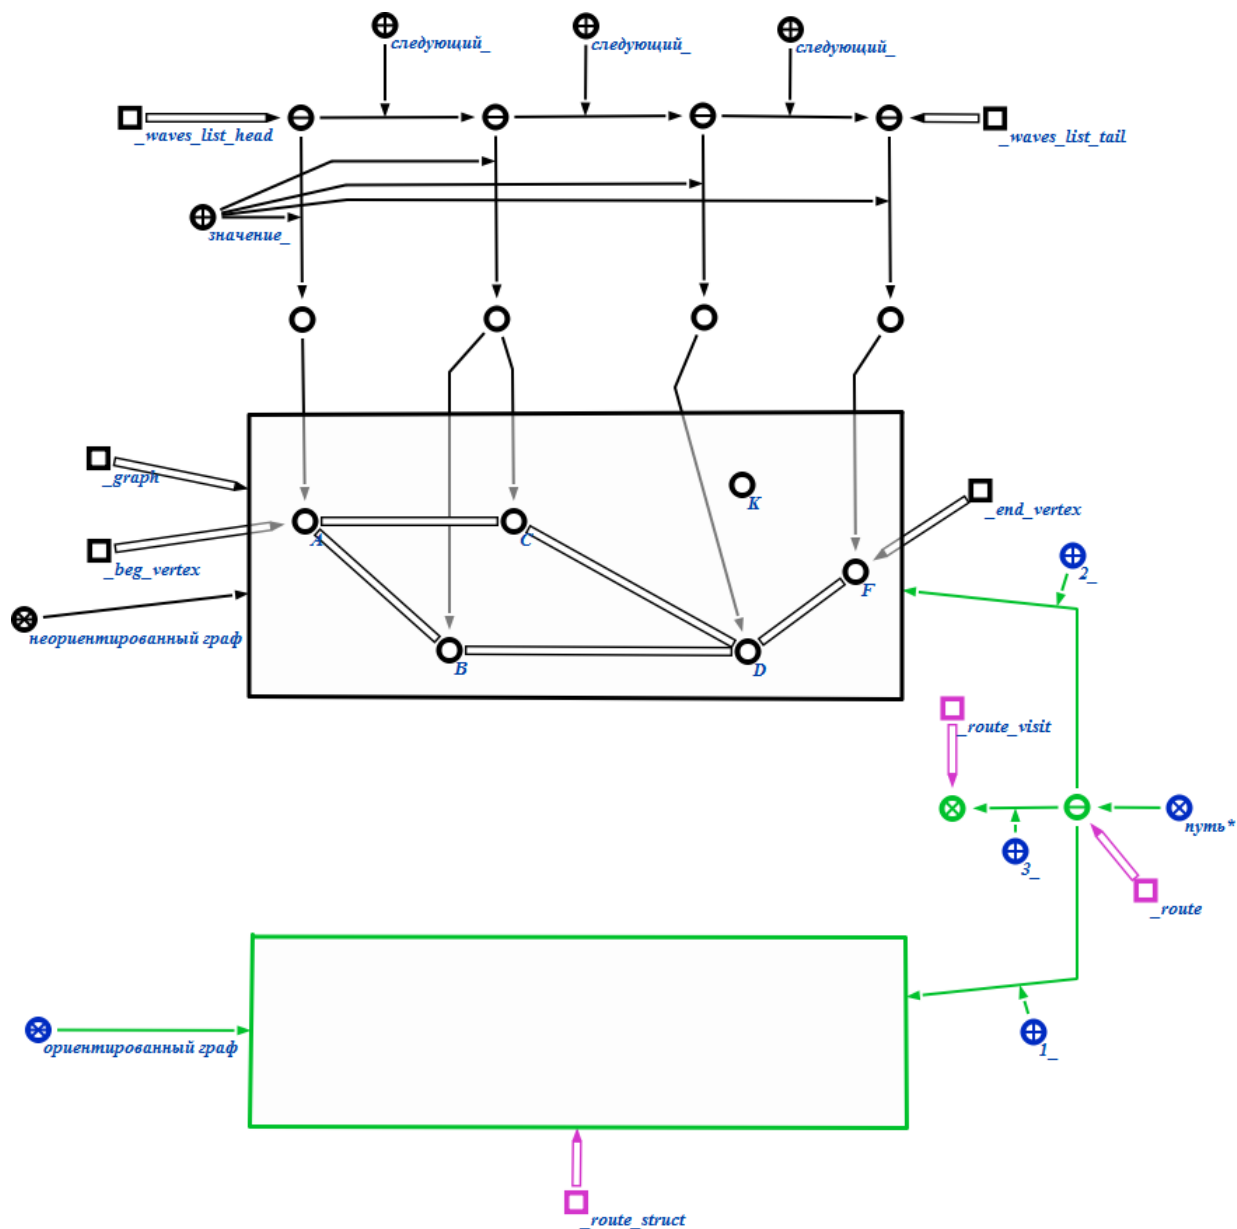 следующий_
следующий_
следующий_
_waves_list_head
_waves_list_tail
значение_
_graph
K
_end_vertex
A
C
_beg_vertex
2_
F
неориентированный граф
B
D
_route_visit
путь*
3_
_route
ориентированный граф
1_
_route_struct